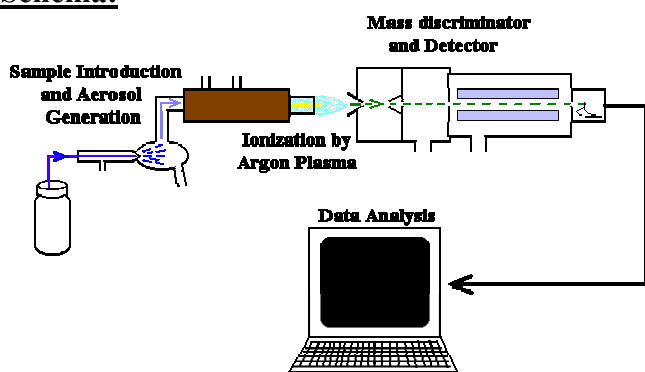 Schema:
Mass discriminator
and Detector
Sample Introduction
and Aerosol
Generation
Ionization by
Argon Plasma
Data Analysis